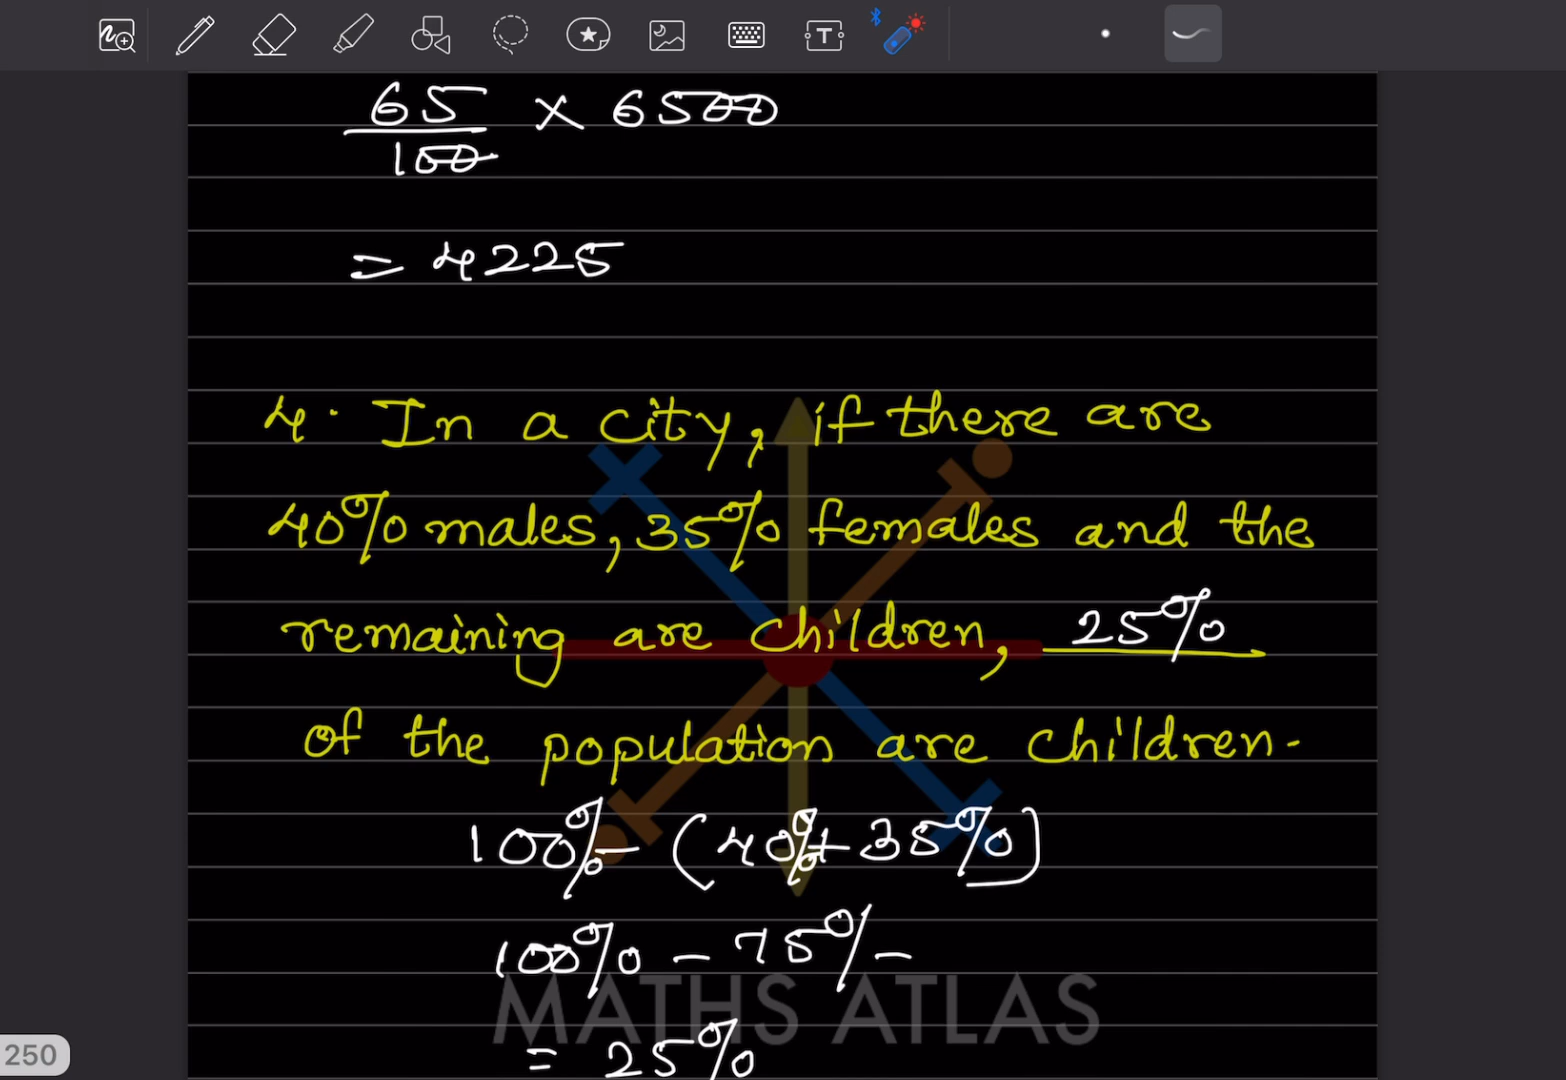 65 × 6500
100
= 4225
4. In a city, if there are
40% males, 35% females and the
remaining are children, 25%
of the population are children.
100% - (40% + 35%)
100% - 75%
MATHS ATLAS
= 25%
250